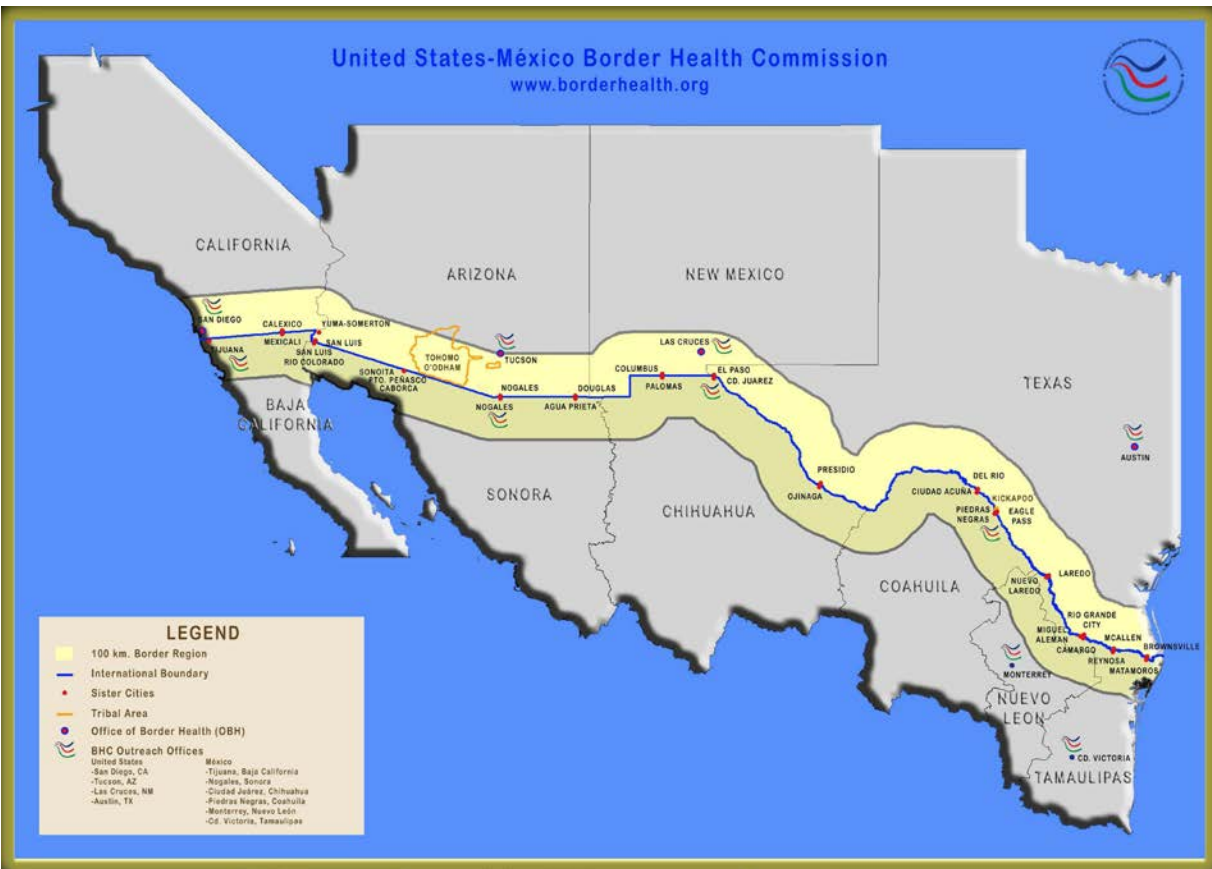 United States-México Border Health Commission
www.borderhealth.org
CALIFORNIA
ARIZONA
NEW MEXICO
TEXAS
SAN DIEGO
TIJUANA
CALEXICO
MEXICALI
YUMA-SOMERTON
SAN LUIS
SAN LUIS
RIO COLORADO
SONOITA
PTO. PEÑASCO
CABORCA
TOHOMO
O'ODHAM
TUCSON
NOGALES
NOGALES
DOUGLAS
AGUA PRIETA
COLUMBUS
PALOMAS
LAS CRUCES
EL PASO
CD. JUAREZ
PRESIDIO
OJINAGA
DEL RIO
CIUDAD ACUÑA
KICKAPOO
PIEDRAS
NEGRAS
EAGLE
PASS
AUSTIN
BAJA
CALIFORNIA
SONORA
CHIHUAHUA
COAHUILA
LAREDO
NUEVO
LAREDO
RIO GRANDE
CITY
MIGUEL
ALEMAN
CAMARGO
MCALLEN
REYNOSA
BROWNSVILLE
MATAMOROS
MONTERREY
NUEVO
LEON
CD. VICTORIA
TAMAULIPAS
LEGEND
100 km. Border Region
International Boundary
Sister Cities
Tribal Area
Office of Border Health (OBH)
BHC Outreach Offices
United States
-San Diego, CA
-Tucson, AZ
-Las Cruces, NM
-Austin, TX
México
-Tijuana, Baja California
-Nogales, Sonora
-Ciudad Juárez, Chihuahua
-Piedras Negras, Coahuila
-Monterrey, Nuevo León
-Cd. Victoria, Tamaulipas